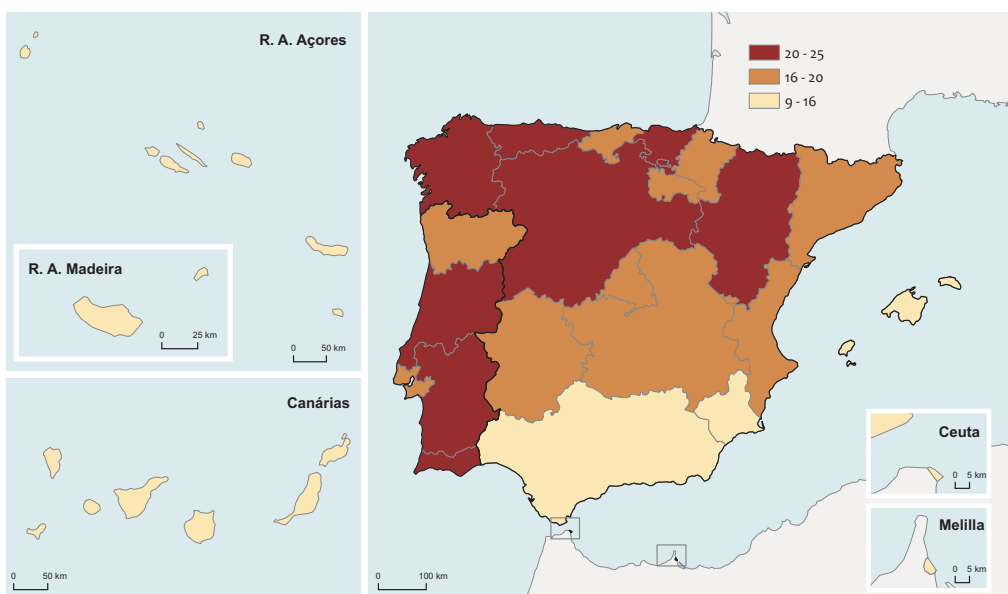 R. A. Açores
R. A. Madeira
0 25 km
0 50 km
Canárias
0 50 km
20 - 25
16 - 20
9 - 16
0 100 km
Ceuta
0 5 km
Melilla
0 5 km